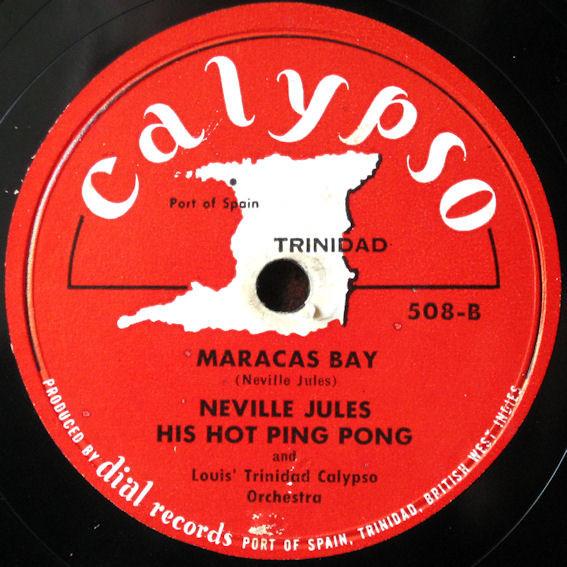 Calypso
Port of Spain
TRINIDAD
508-B
MARACAS BAY
(Neville Jules)
NEVILLE JULES
HIS HOT PING PONG
and
Louis' Trinidad Calypso
Orchestra
PRODUCED BY dial records PORT OF SPAIN, TRINIDAD, BRITISH WEST INDIES